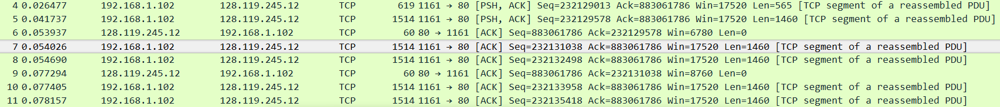 4 0.026477 192.168.1.102 128.119.245.12 TCP 619 1161 → 80 [PSH, ACK] Seq=232129013 Ack=883061786 Win=17520 Len=565 [TCP segment of a reassembled PDU]
5 0.041737 192.168.1.102 128.119.245.12 TCP 1514 1161 → 80 [PSH, ACK] Seq=232129578 Ack=883061786 Win=17520 Len=1460 [TCP segment of a reassembled PDU]
6 0.053937 128.119.245.12 192.168.1.102 TCP 60 80 → 1161 [ACK] Seq=883061786 Ack=232129578 Win=6780 Len=0
7 0.054026 192.168.1.102 128.119.245.12 TCP 1514 1161 → 80 [ACK] Seq=232131038 Ack=883061786 Win=17520 Len=1460 [TCP segment of a reassembled PDU]
8 0.054690 192.168.1.102 128.119.245.12 TCP 1514 1161 → 80 [ACK] Seq=232132498 Ack=883061786 Win=17520 Len=1460 [TCP segment of a reassembled PDU]
9 0.077294 128.119.245.12 192.168.1.102 TCP 60 80 → 1161 [ACK] Seq=883061786 Ack=232131038 Win=8760 Len=0
10 0.077405 192.168.1.102 128.119.245.12 TCP 1514 1161 → 80 [ACK] Seq=232133958 Ack=883061786 Win=17520 Len=1460 [TCP segment of a reassembled PDU]
11 0.078157 192.168.1.102 128.119.245.12 TCP 1514 1161 → 80 [ACK] Seq=232135418 Ack=883061786 Win=17520 Len=1460 [TCP segment of a reassembled PDU]